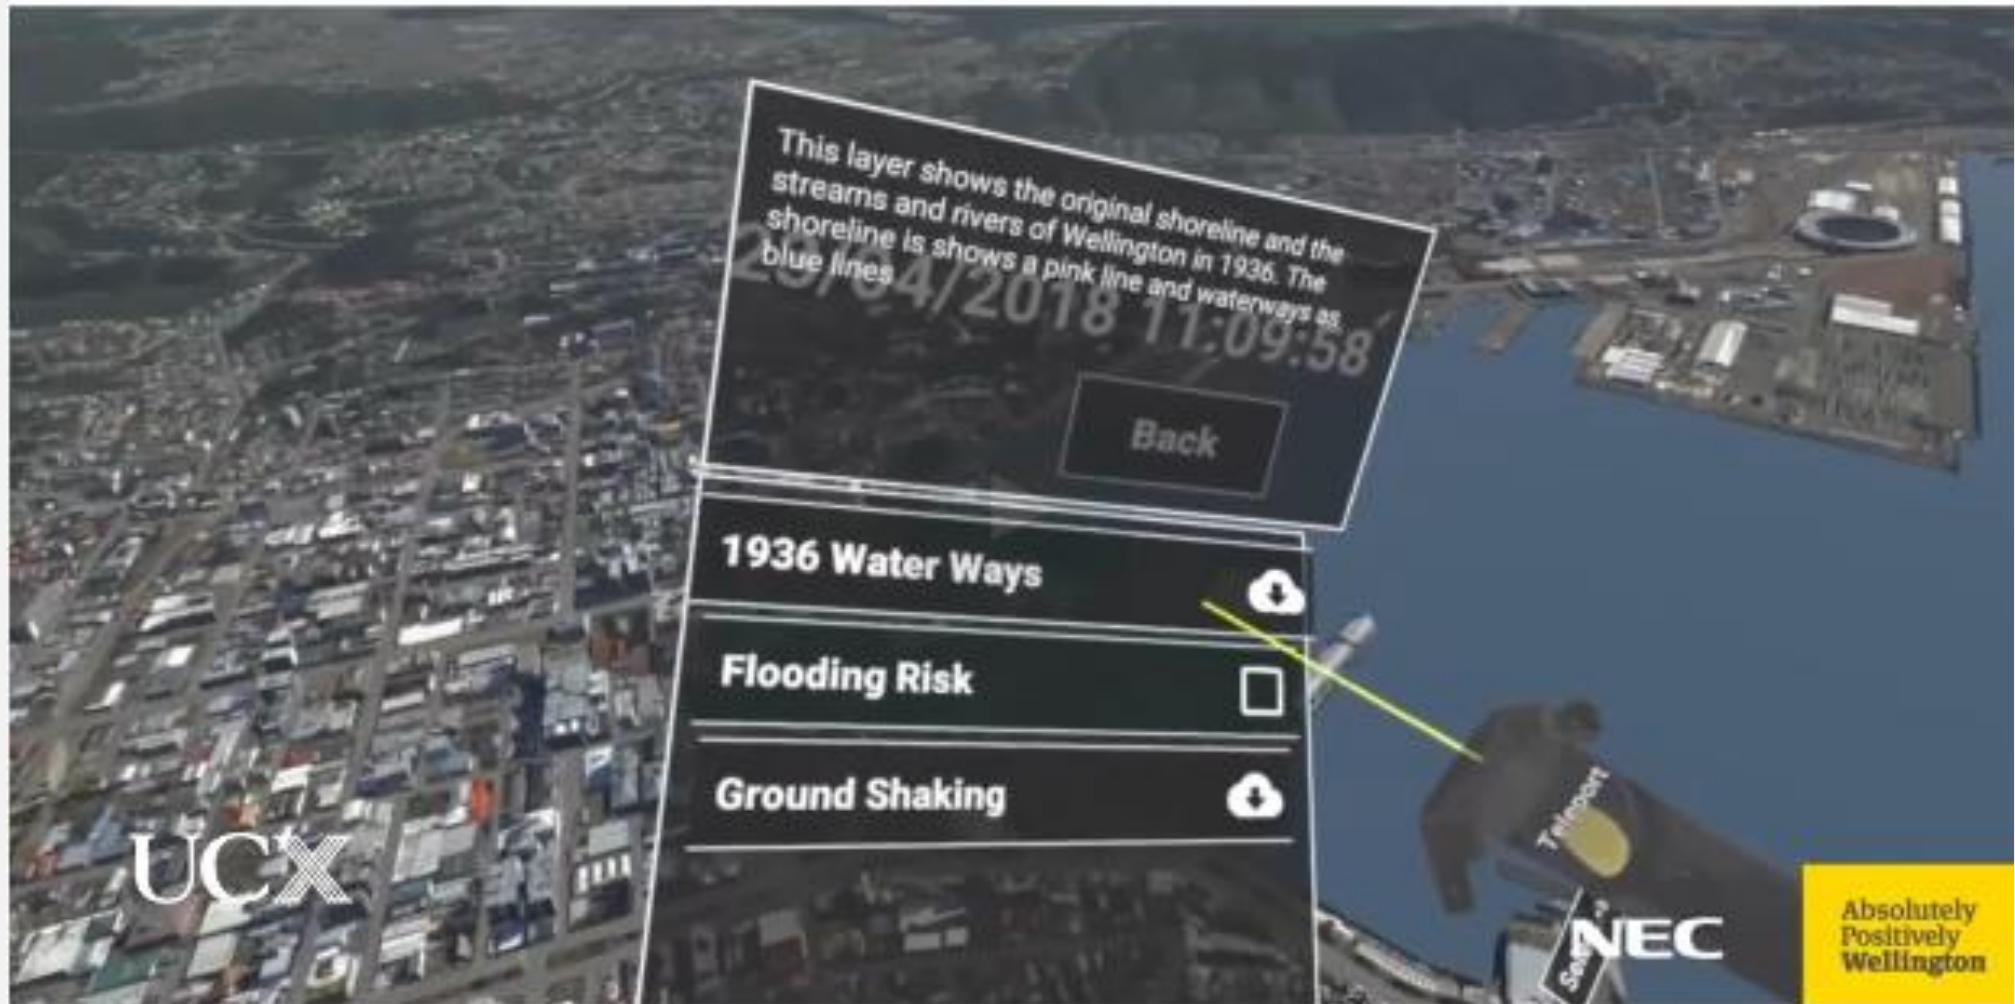 This layer shows the original shoreline and the
streams and rivers of Wellington in 1936. The
shoreline is shows a pink line and waterways as
blue lines
29/04/2018 11:09:58
Back
1936 Water Ways
Flooding Risk
Ground Shaking
Teleport
UCX
NEC
Absolutely
Positively
Wellington